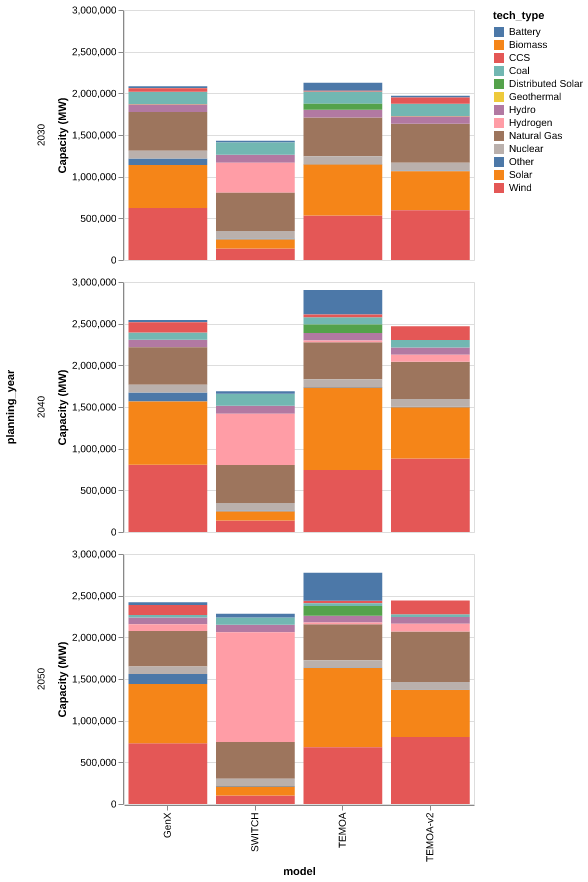 tech_type
Battery
Biomass
CCS
Coal
Distributed Solar
Geothermal
Hydro
Hydrogen
Natural Gas
Nuclear
Other
Solar
Wind
planning_year
2030
Capacity (MW)
3,000,000
2,500,000
2,000,000
1,500,000
1,000,000
500,000
0
2040
Capacity (MW)
3,000,000
2,500,000
2,000,000
1,500,000
1,000,000
500,000
0
2050
Capacity (MW)
3,000,000
2,500,000
2,000,000
1,500,000
1,000,000
500,000
0
GenX
SWITCH
TEMOA
TEMOA-v2
model